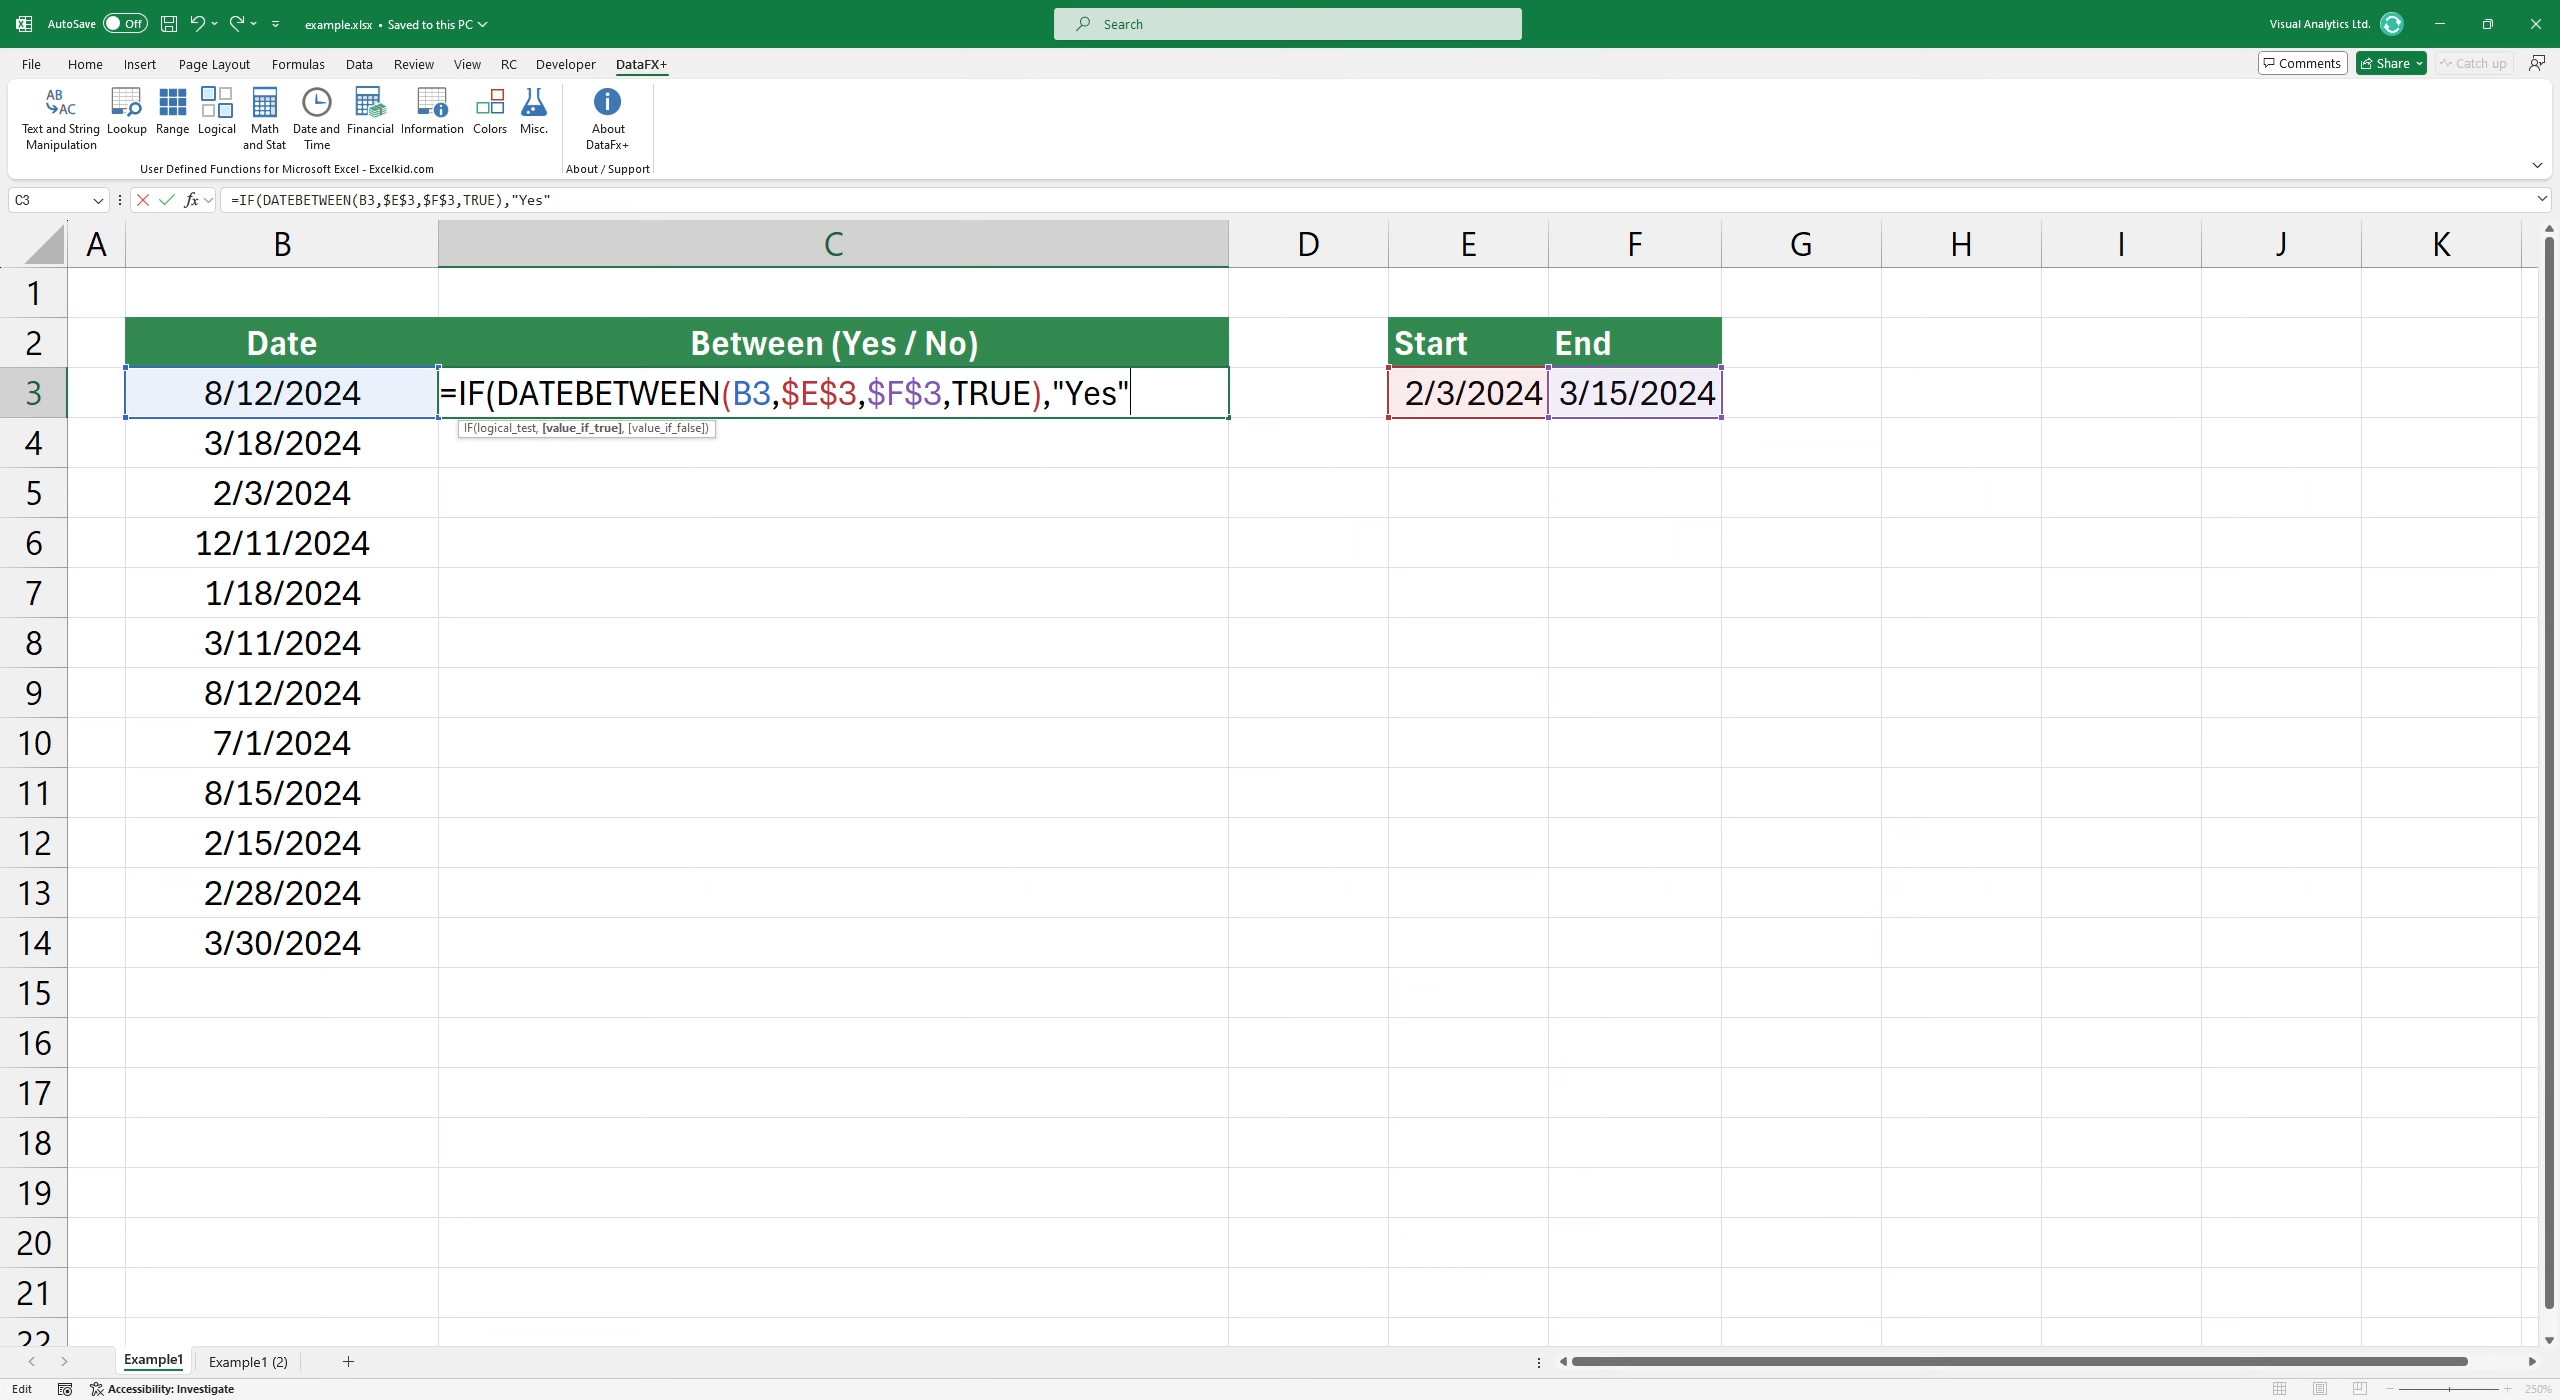 AutoSave Off example.xlsx • Saved to this PC Search Visual Analytics Ltd.
File Home Insert Page Layout Formulas Data Review View RC Developer DataFX+ Comments Share Catch up
AB
AC
Text and String
Manipulation
Lookup
Range
Logical
Math
and Stat
Date and
Time
Financial
Information
Colors
Misc.
About
DataFx+
User Defined Functions for Microsoft Excel - Excelkid.com
About / Support
C3 fx =IF(DATEBETWEEN(B3,$E$3,$F$3,TRUE),"Yes"
A B C D E F G H I J K
1
2 Date Between (Yes / No) Start End
3 8/12/2024 =IF(DATEBETWEEN(B3,$E$3,$F$3,TRUE),"Yes" 2/3/2024 3/15/2024
IF(logical_test, [value_if_true], [value_if_false])
4 3/18/2024
5 2/3/2024
6 12/11/2024
7 1/18/2024
8 3/11/2024
9 8/12/2024
10 7/1/2024
11 8/15/2024
12 2/15/2024
13 2/28/2024
14 3/30/2024
15
16
17
18
19
20
21
22
Example1 Example1 (2)
Edit Accessibility: Investigate 250%